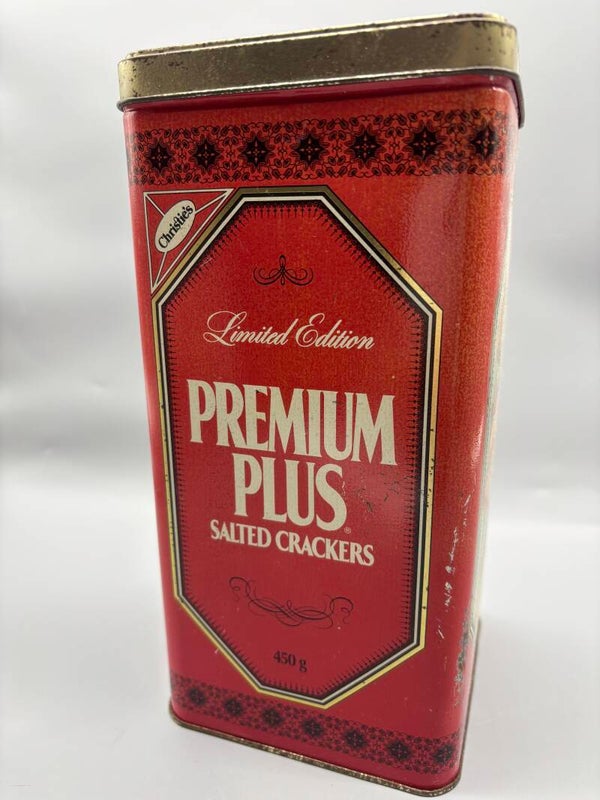 Christie's
Limited Edition
PREMIUM
PLUS®
SALTED CRACKERS
450 g